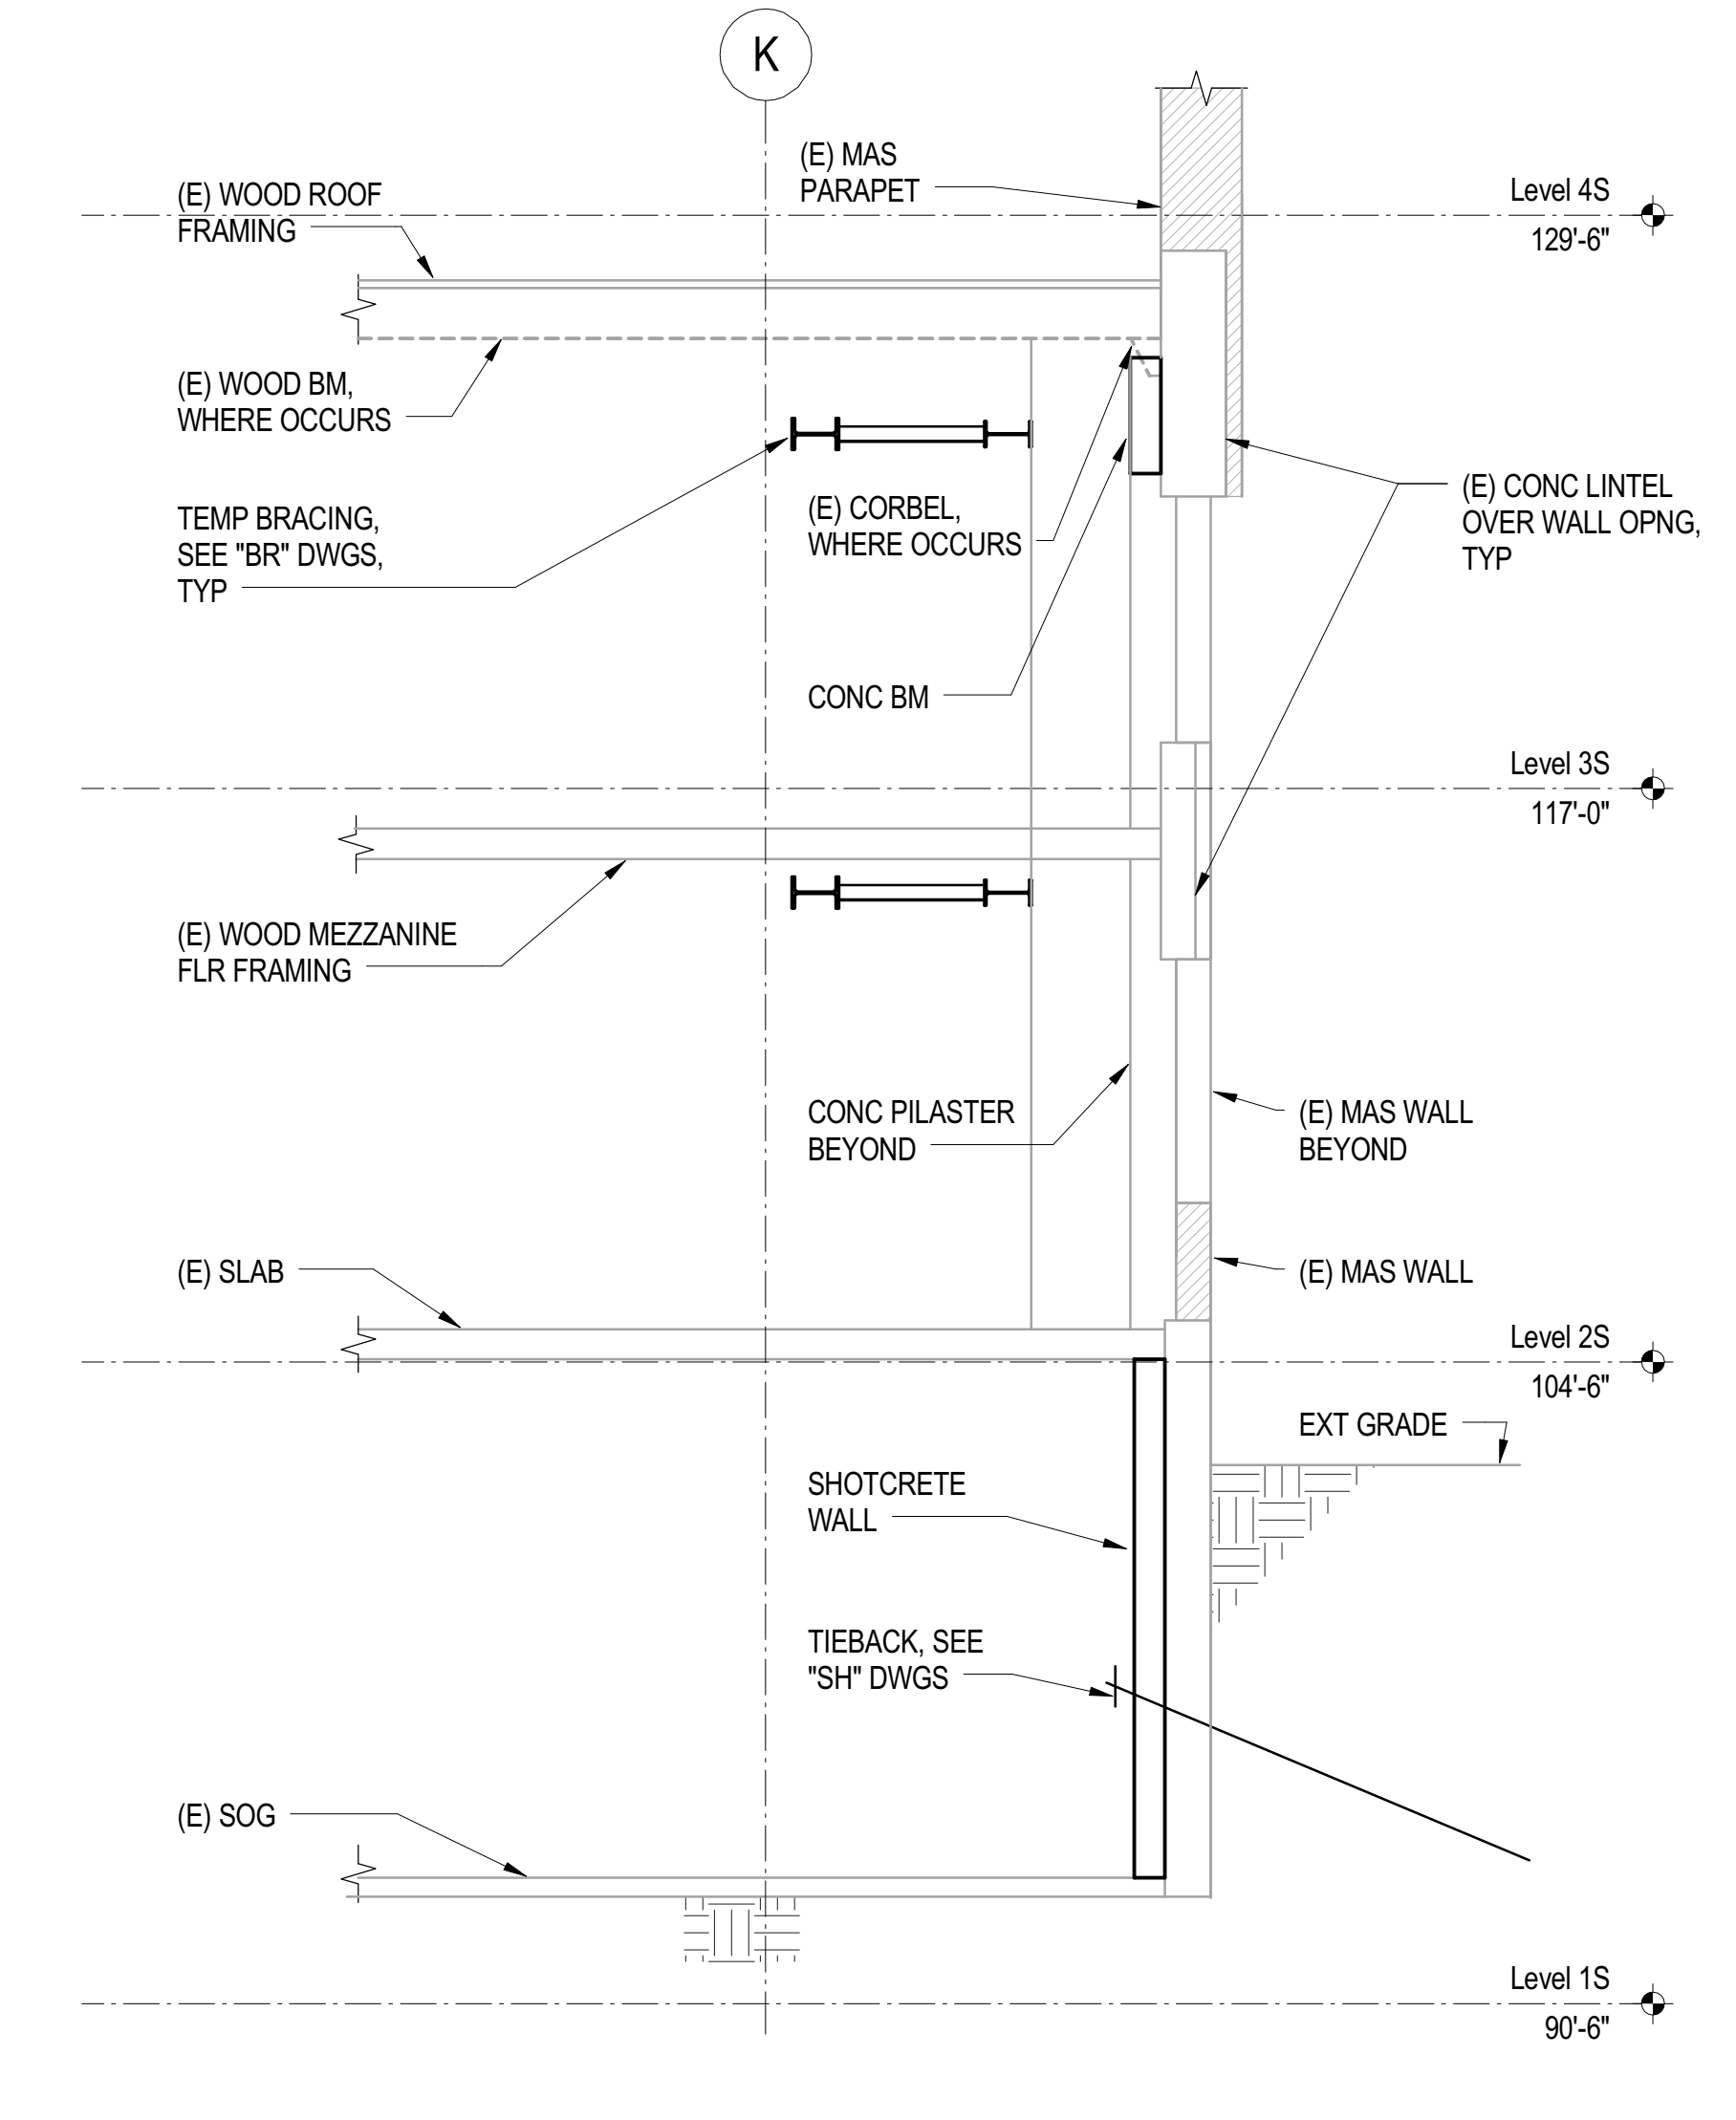 K
(E) MAS
PARAPET
(E) WOOD ROOF
FRAMING
Level 4S
129'-6"
(E) WOOD BM,
WHERE OCCURS
TEMP BRACING,
SEE "BR" DWGS,
TYP
(E) CORBEL,
WHERE OCCURS
(E) CONC LINTEL
OVER WALL OPNG,
TYP
CONC BM
Level 3S
117'-0"
(E) WOOD MEZZANINE
FLR FRAMING
CONC PILASTER
BEYOND
(E) MAS WALL
BEYOND
(E) SLAB
(E) MAS WALL
Level 2S
104'-6"
EXT GRADE
SHOTCRETE
WALL
TIEBACK, SEE
"SH" DWGS
(E) SOG
Level 1S
90'-6"